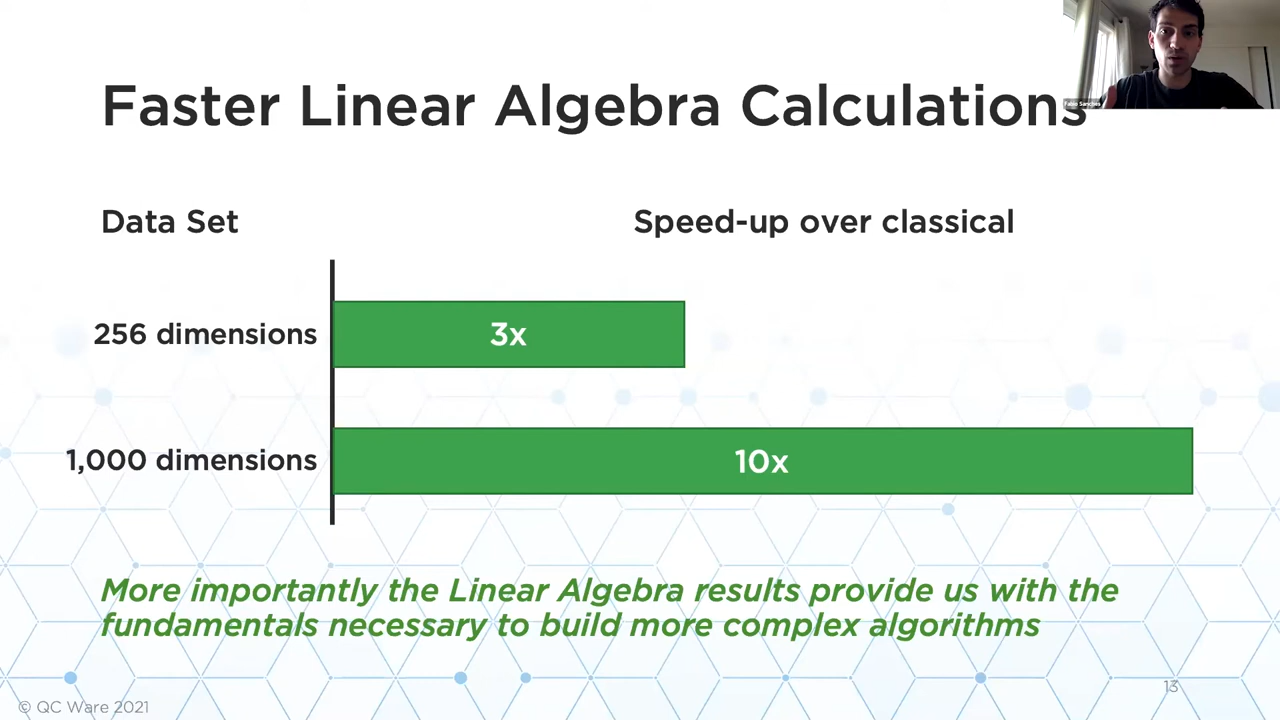 Faster Linear Algebra Calculations
Fabio Sanches
Data Set
Speed-up over classical
256 dimensions
3x
1,000 dimensions
10x
More importantly the Linear Algebra results provide us with the
fundamentals necessary to build more complex algorithms
13
© QC Ware 2021